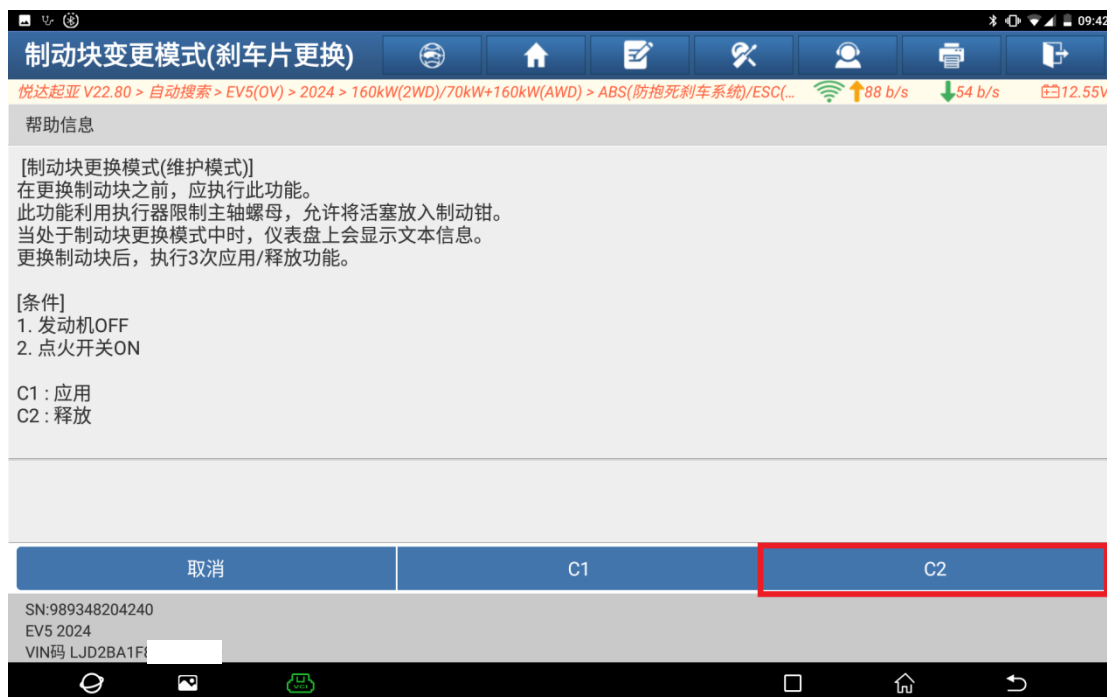 09:42
制动块变更模式(刹车片更换)
悦达起亚 V22.80 > 自动搜索 > EV5(OV) > 2024 > 160kW(2WD)/70kW+160kW(AWD) > ABS(防抱死刹车系统)/ESC(... 88 b/s 54 b/s 12.55V
帮助信息
[制动块更换模式(维护模式)]
在更换制动块之前，应执行此功能。
此功能利用执行器限制主轴螺母，允许将活塞放入制动钳。
当处于制动块更换模式中时，仪表盘上会显示文本信息。
更换制动块后，执行3次应用/释放功能。
[条件]
1. 发动机OFF
2. 点火开关ON
C1 : 应用
C2 : 释放
取消 C1 C2
SN:989348204240
EV5 2024
VIN码 LJD2BA1F
VCI